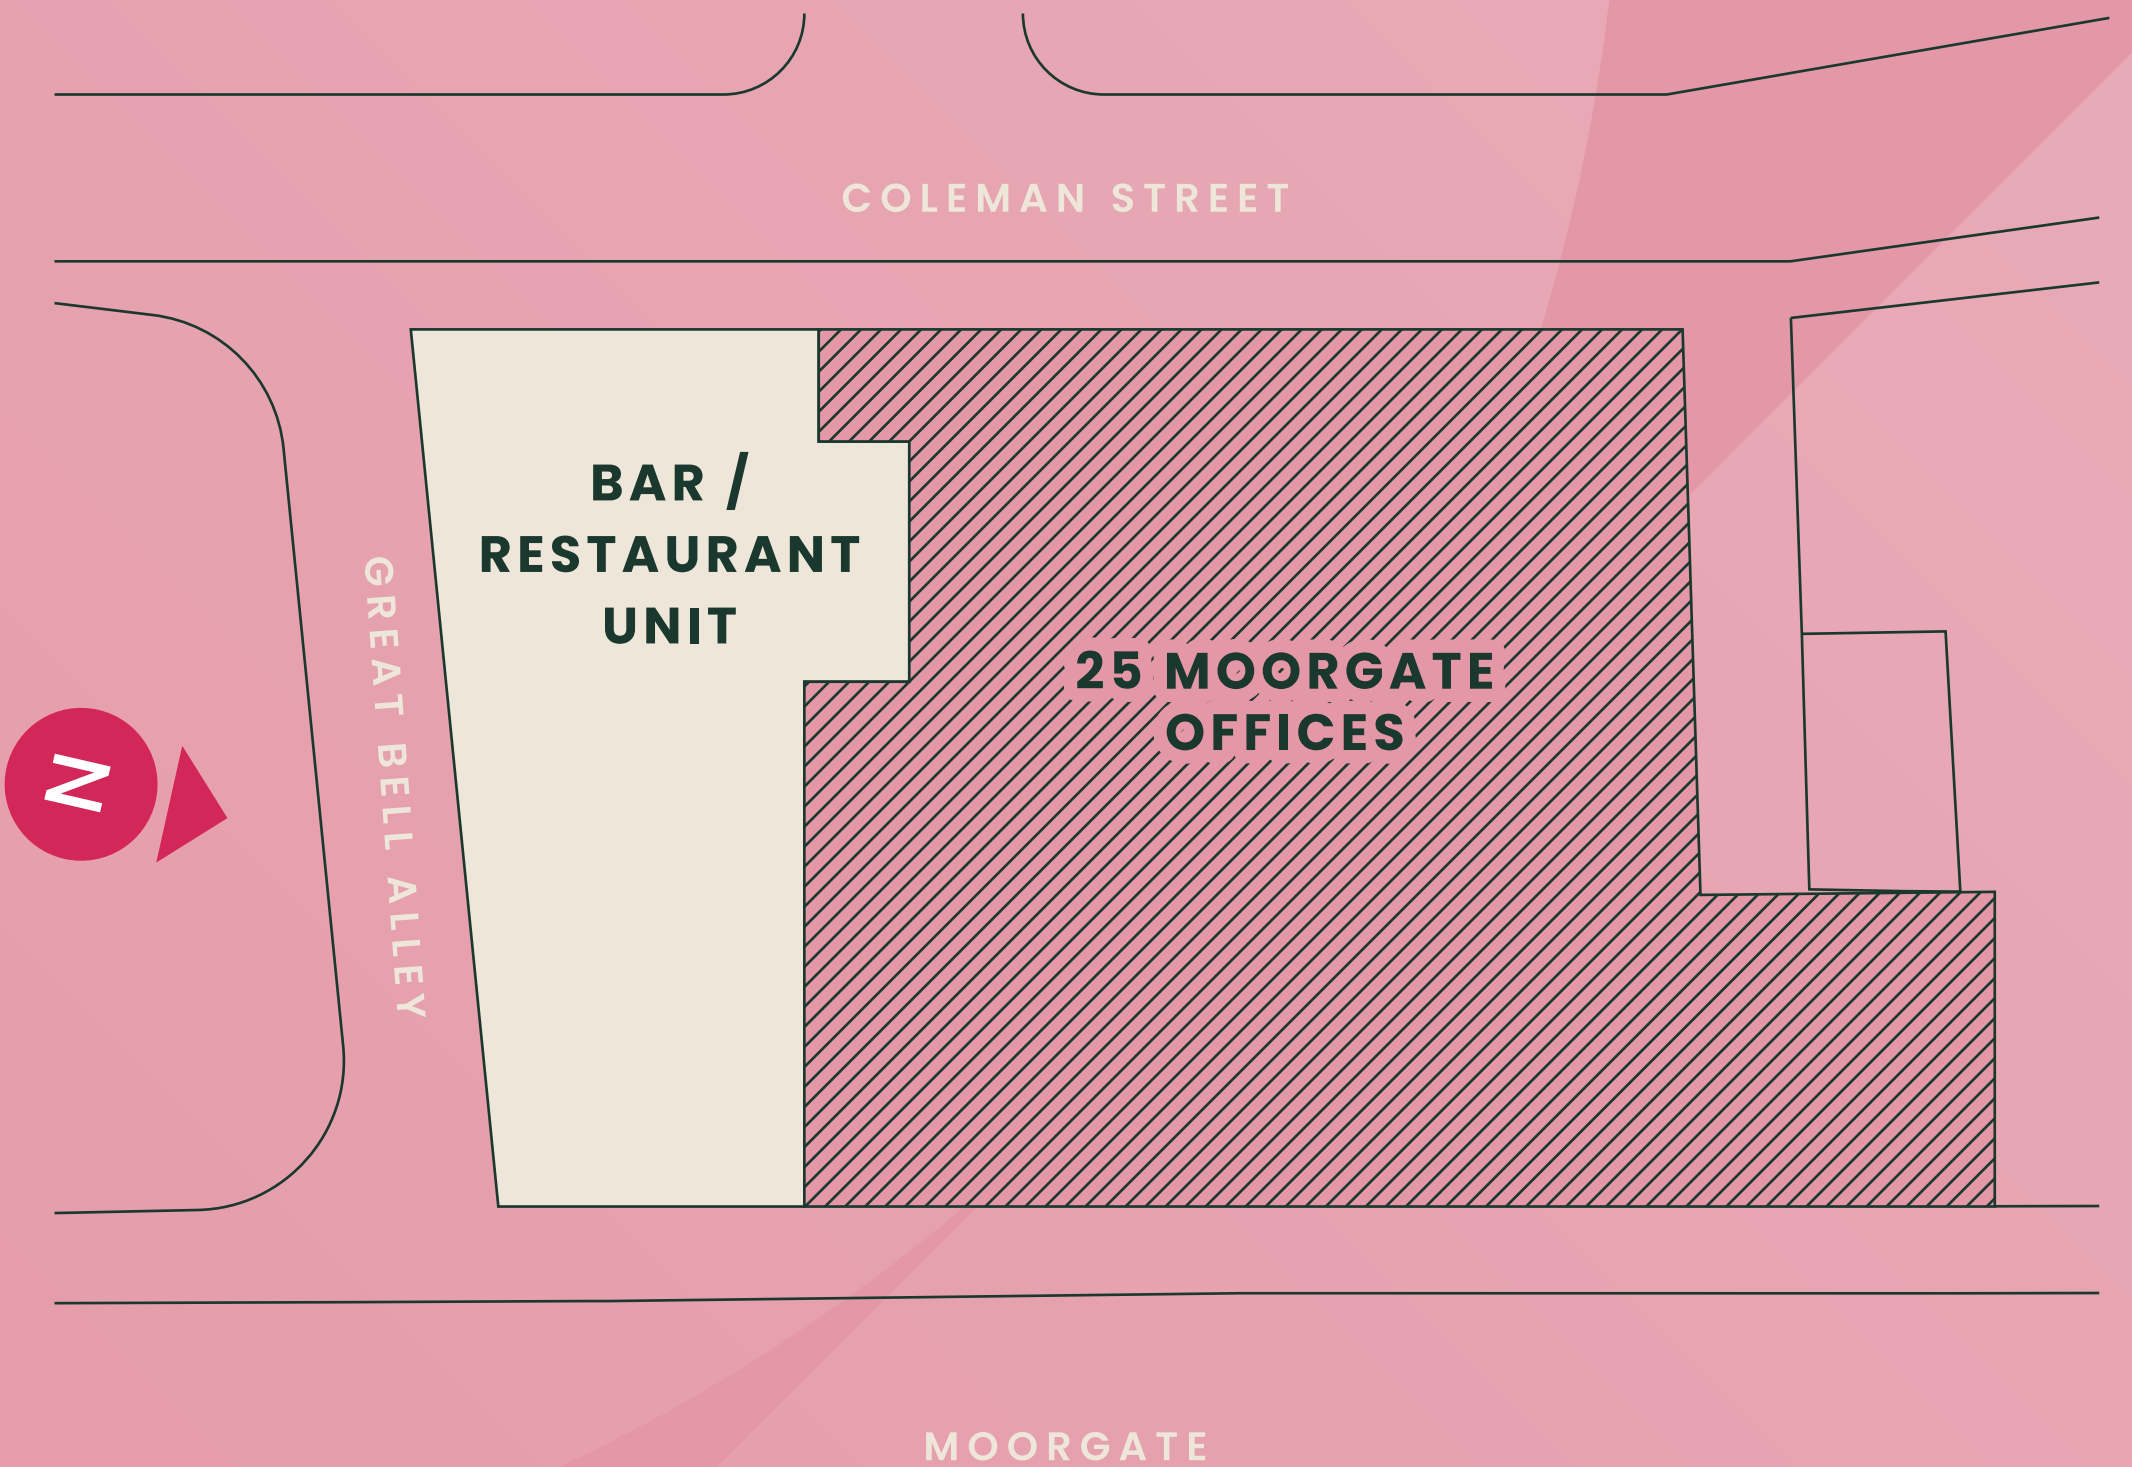 COLEMAN STREET
BAR /
RESTAURANT
UNIT
GREAT BELL ALLEY
25 MOORGATE
OFFICES
N
MOORGATE